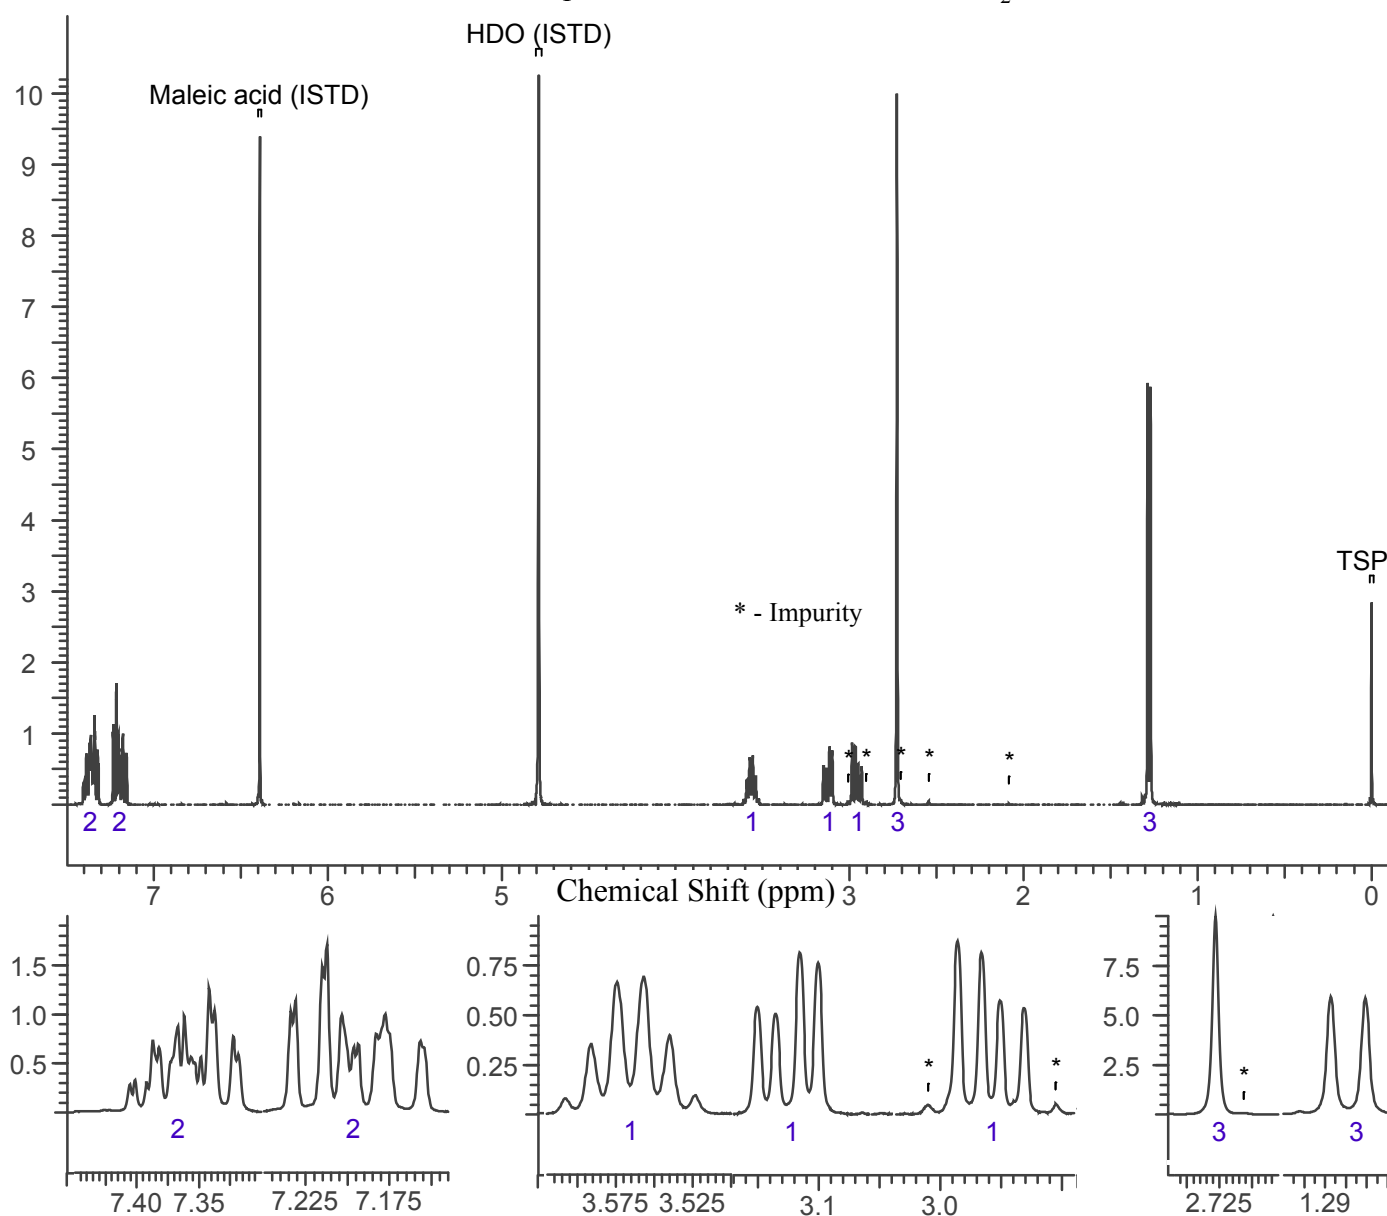 HDO (ISTD)
Maleic acid (ISTD)
TSP
* - Impurity
10
9
8
7
6
5
4
3
2
1
* * * * *
2 2 1 1 1 3 3
7 6 5 Chemical Shift (ppm) 3 2 1 0
1.5
1.0
0.5
2 2
7.40 7.35 7.225 7.175
0.75
0.50
0.25
* *
1 1 1
3.575 3.525 3.1 3.0
7.5
5.0
2.5
*
3 3
2.725 1.29